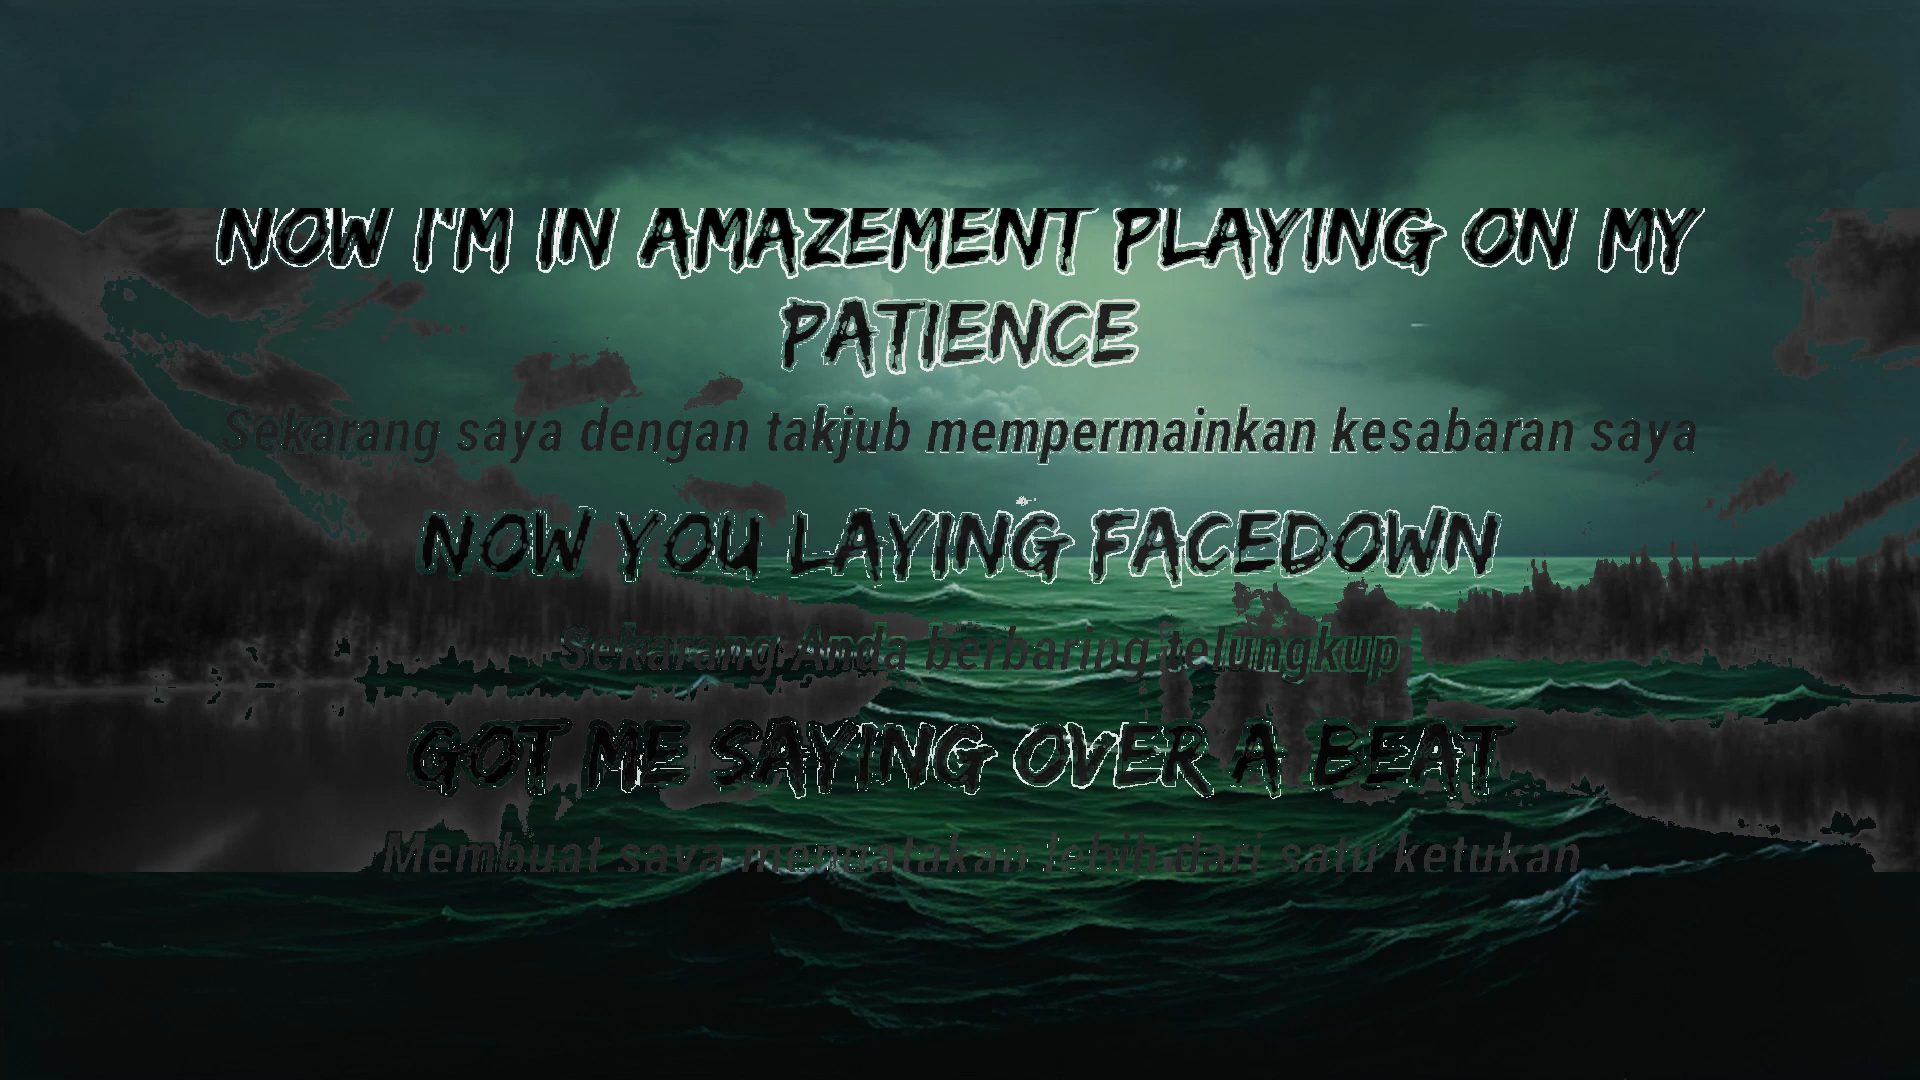 NOW I'M IN AMAZEMENT PLAYING ON MY
PATIENCE
Sekarang saya dengan takjub mempermainkan kesabaran saya
NOW YOU LAYING FACEDOWN
Sekarang Anda berbaring telungkup
GOT ME SAYING OVER A BEAT
Membuat saya mengatakan lebih dari satu ketukan